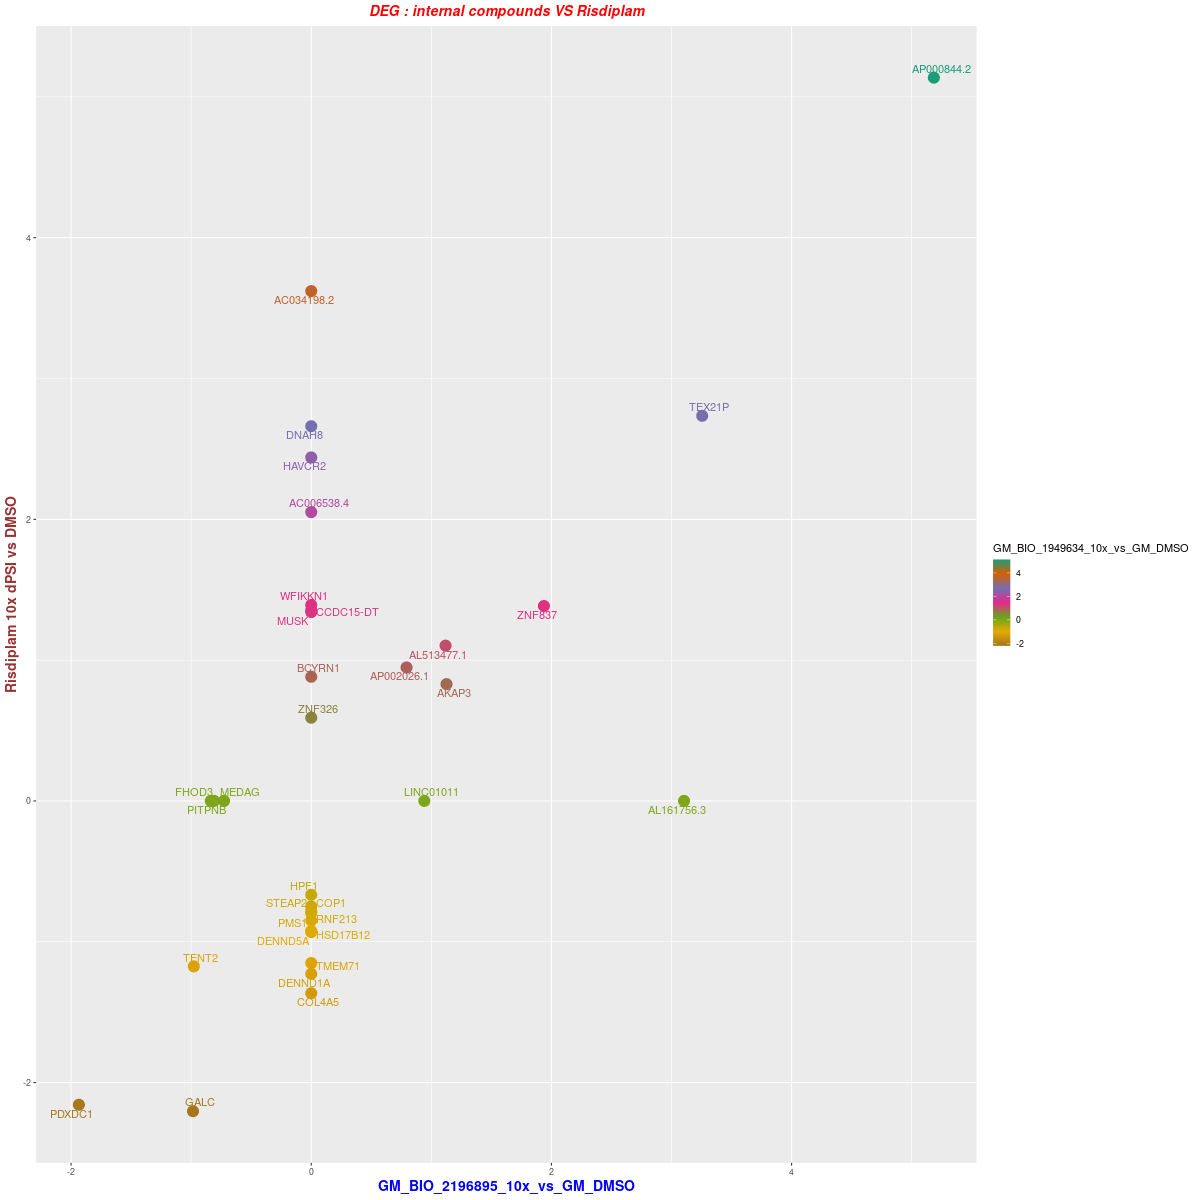 DEG : internal compounds VS Risdiplam
AP000844.2
AC034198.2
TEX21P
DNAH8
HAVCR2
AC006538.4
WFIKKN1
CCDC15-DT
MUSK
ZNF837
AL513477.1
BCYRN1
AP002026.1
AKAP3
ZNF326
FHOD3 MEDAG
PITPNB
LINC01011
AL161756.3
HPF1
STEAP2 COP1
PMS1 RNF213
DENND5A HSD17B12
TENT2
TMEM71
DENND1A
COL4A5
GALC
PDXDC1
4
2
0
-2
-2 0 2 4
Risdiplam 10x dPSI vs DMSO
GM_BIO_2196895_10x_vs_GM_DMSO
GM_BIO_1949634_10x_vs_GM_DMSO
4
2
0
-2